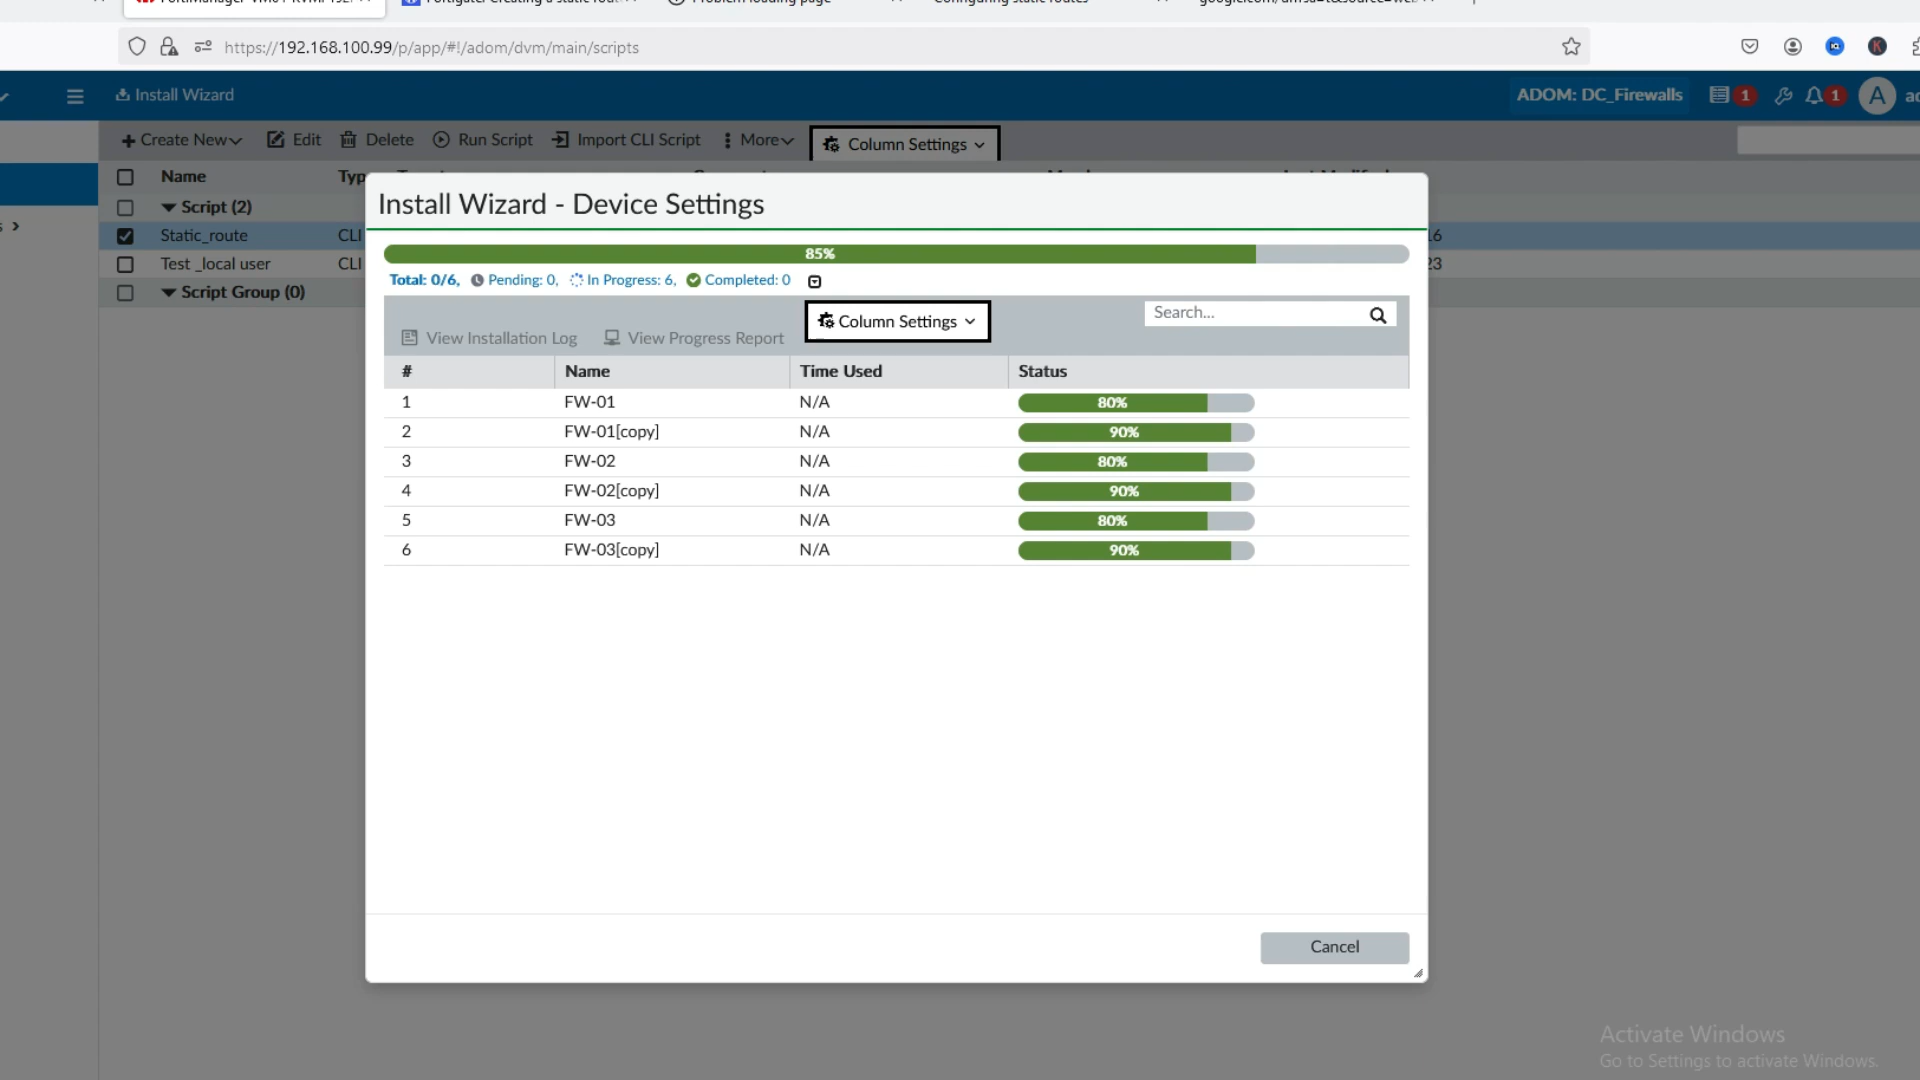 https://192.168.100.99/p/app/#!/adom/dvm/main/scripts
Install Wizard
ADOM: DC_Firewalls
1
1
A
Create New
Edit
Delete
Run Script
Import CLI Script
More
Column Settings
Name
Script (2)
Static_route
CLI
16
Test _local user
CLI
23
Script Group (0)
Install Wizard - Device Settings
85%
Total: 0/6, Pending: 0, In Progress: 6, Completed: 0
View Installation Log
View Progress Report
Column Settings
Search...
# Name Time Used Status
1 FW-01 N/A 80%
2 FW-01[copy] N/A 90%
3 FW-02 N/A 80%
4 FW-02[copy] N/A 90%
5 FW-03 N/A 80%
6 FW-03[copy] N/A 90%
Cancel
Activate Windows
Go to Settings to activate Windows.